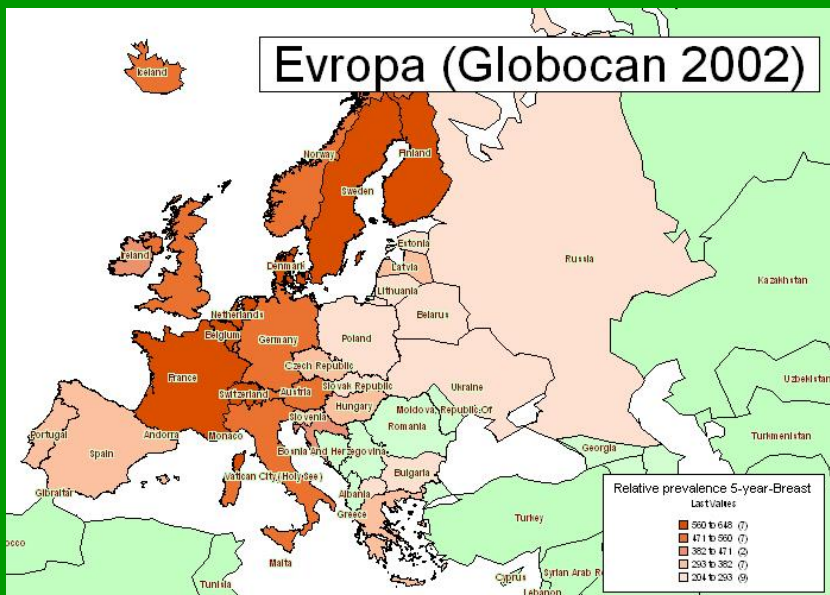 Evropa (Globocan 2002)
Iceland
Norway
Finland
Sweden
Estonia
Russia
Ireland
Denmark
Latvia
Lithuania
Kazakhstan
Netherlands
Belgium
Germany
Poland
Belarus
Czech Republic
France
Ukraine
Uzbekistan
Switzerland
Austria
Slovak Republic
Hungary
Moldova, Republic Of
Slovenia
Romania
Turkmenistan
Portugal
Spain
Andorra
Monaco
Bosnia And Herzegovina
Georgia
Bulgaria
Vatican City, (Holy See)
Gibraltar
Albania
Greece
Turkey
occo
Malta
Tunisia
Cyprus
Syrian Arab Re
Lebanon
Relative prevalence 5-year-Breast
Last Values
560 to 648 (7)
471 to 560 (7)
382 to 471 (2)
293 to 382 (7)
204 to 293 (9)